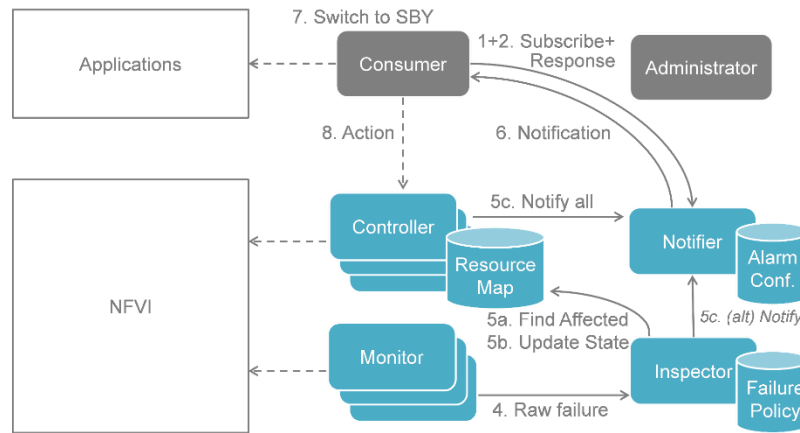 7. Switch to SBY
1+2. Subscribe+
Response
Applications
Consumer
Administrator
8. Action
6. Notification
Controller
5c. Notify all
Notifier
Resource
Map
Alarm
Conf.
NFVI
5a. Find Affected
5b. Update State
5c. (alt) Notify
Monitor
Inspector
4. Raw failure
Failure
Policy